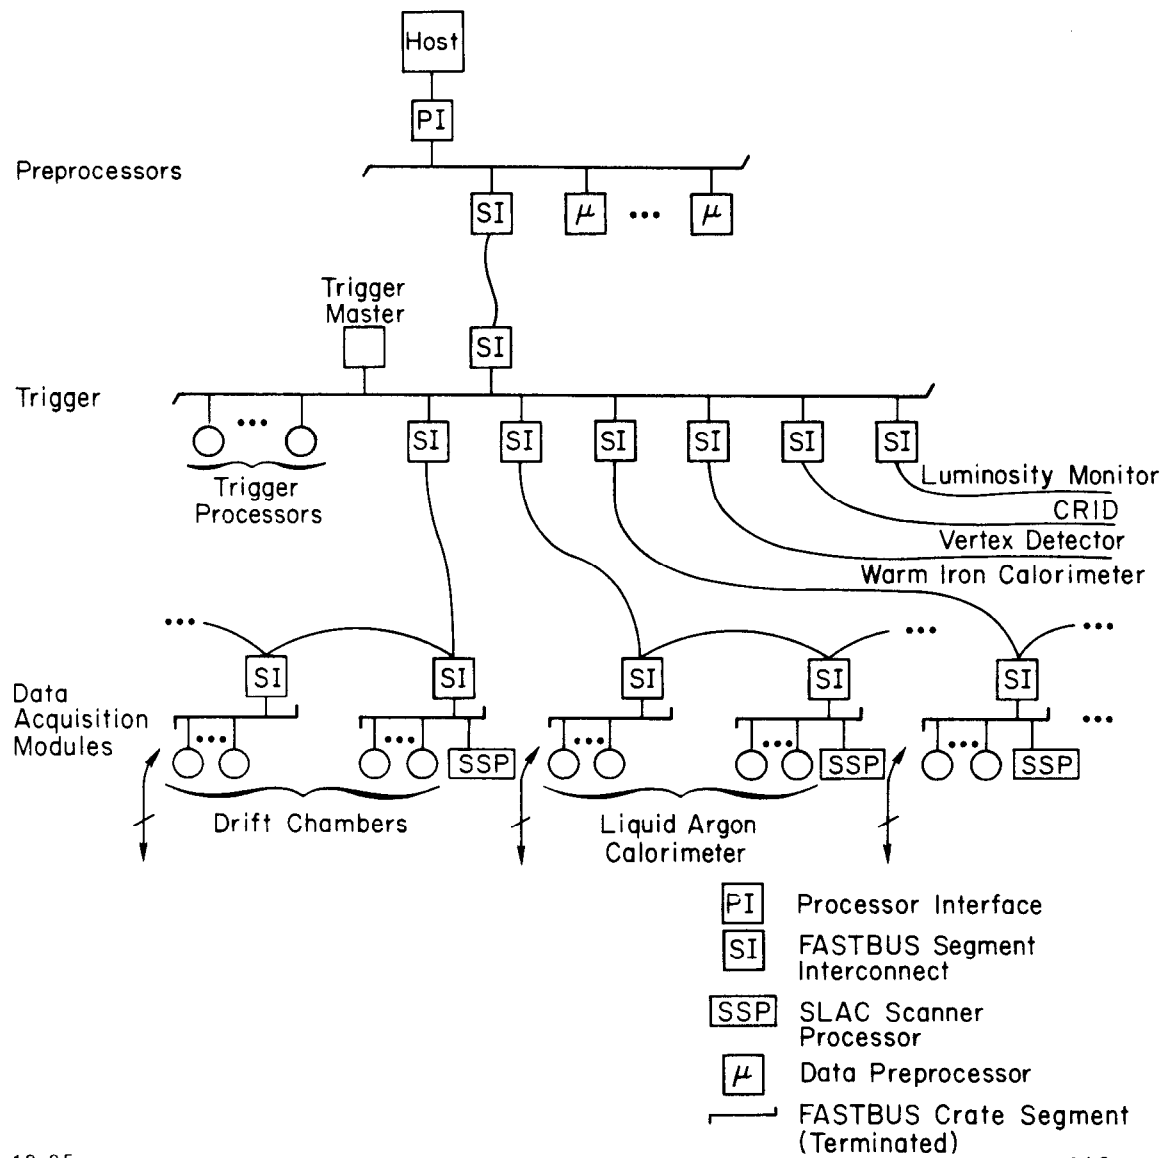 Host
PI
Preprocessors
SI
μ
•••
μ
Trigger
Master
SI
Trigger
•••
SI
SI
SI
SI
SI
SI
Trigger
Processors
Luminosity Monitor
CRID
Vertex Detector
Warm Iron Calorimeter
•••
•••
•••
SI
SI
SI
SI
SI
Data
Acquisition
Modules
•••
•••
•••
•••
•••
•••
SSP
SSP
SSP
Drift Chambers
Liquid Argon
Calorimeter
PI Processor Interface
SI FASTBUS Segment
Interconnect
SSP SLAC Scanner
Processor
μ Data Preprocessor
FASTBUS Crate Segment
(Terminated)